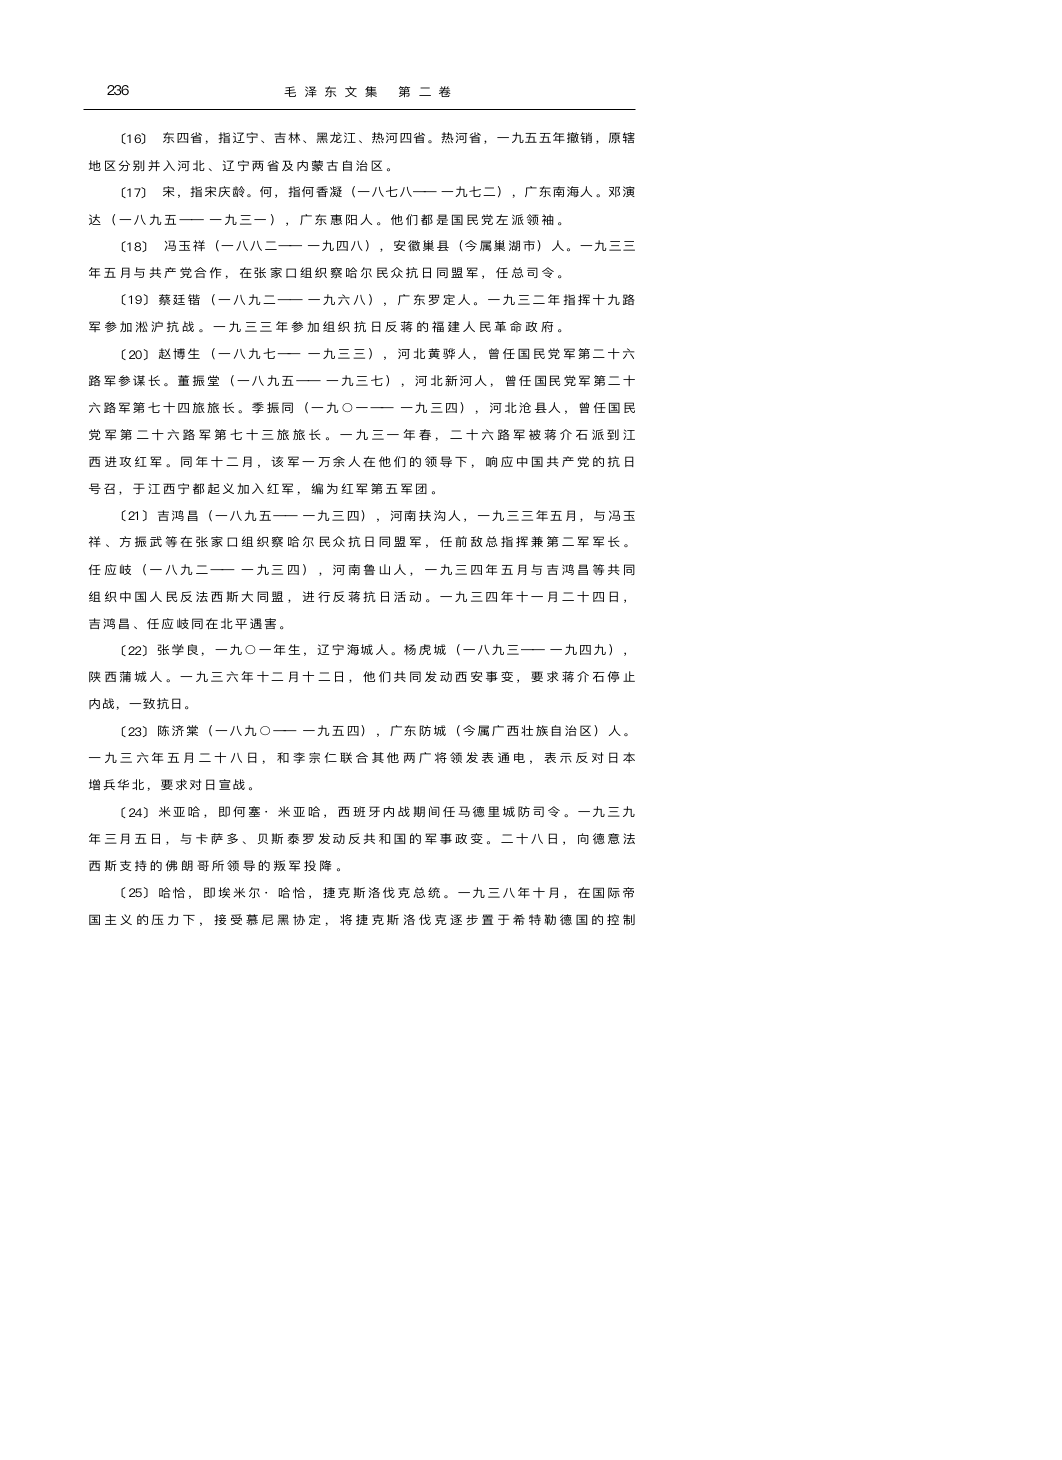 236
毛泽东文集 第二卷
〔16〕 东四省，指辽宁、吉林、黑龙江、热河四省。热河省，一九五五年撤销，原辖
地区分别并入河北、辽宁两省及内蒙古自治区。
〔17〕 宋，指宋庆龄。何，指何香凝（一八七八——一九七二），广东南海人。邓演
达（一八九五——一九三一），广东惠阳人。他们都是国民党左派领袖。
〔18〕 冯玉祥（一八八二——一九四八），安徽巢县（今属巢湖市）人。一九三三
年五月与共产党合作，在张家口组织察哈尔民众抗日同盟军，任总司令。
〔19〕蔡廷锴（一八九二——一九六八），广东罗定人。一九三二年指挥十九路
军参加淞沪抗战。一九三三年参加组织抗日反蒋的福建人民革命政府。
〔20〕赵博生（一八九七——一九三三），河北黄骅人，曾任国民党军第二十六
路军参谋长。董振堂（一八九五——一九三七），河北新河人，曾任国民党军第二十
六路军第七十四旅旅长。季振同（一九〇一——一九三四），河北沧县人，曾任国民
党军第二十六路军第七十三旅旅长。一九三一年春，二十六路军被蒋介石派到江
西进攻红军。同年十二月，该军一万余人在他们的领导下，响应中国共产党的抗日
号召，于江西宁都起义加入红军，编为红军第五军团。
〔21〕吉鸿昌（一八九五——一九三四），河南扶沟人，一九三三年五月，与冯玉
祥、方振武等在张家口组织察哈尔民众抗日同盟军，任前敌总指挥兼第二军军长。
任应岐（一八九二——一九三四），河南鲁山人，一九三四年五月与吉鸿昌等共同
组织中国人民反法西斯大同盟，进行反蒋抗日活动。一九三四年十一月二十四日，
吉鸿昌、任应岐同在北平遇害。
〔22〕张学良，一九〇一年生，辽宁海城人。杨虎城（一八九三——一九四九），
陕西蒲城人。一九三六年十二月十二日，他们共同发动西安事变，要求蒋介石停止
内战，一致抗日。
〔23〕陈济棠（一八九〇——一九五四），广东防城（今属广西壮族自治区）人。
一九三六年五月二十八日，和李宗仁联合其他两广将领发表通电，表示反对日本
增兵华北，要求对日宣战。
〔24〕米亚哈，即何塞·米亚哈，西班牙内战期间任马德里城防司令。一九三九
年三月五日，与卡萨多、贝斯泰罗发动反共和国的军事政变。二十八日，向德意法
西斯支持的佛朗哥所领导的叛军投降。
〔25〕哈恰，即埃米尔·哈恰，捷克斯洛伐克总统。一九三八年十月，在国际帝
国主义的压力下，接受慕尼黑协定，将捷克斯洛伐克逐步置于希特勒德国的控制